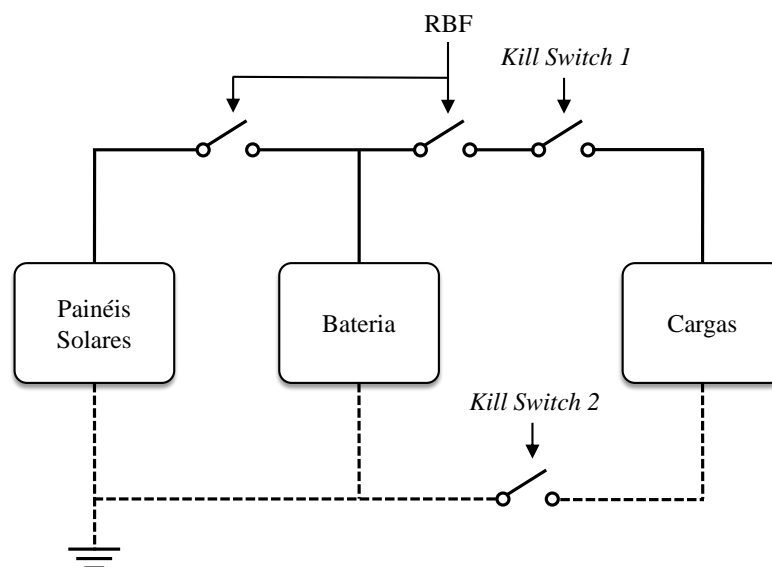 RBF
Kill Switch 1
Painéis
Solares
Bateria
Cargas
Kill Switch 2